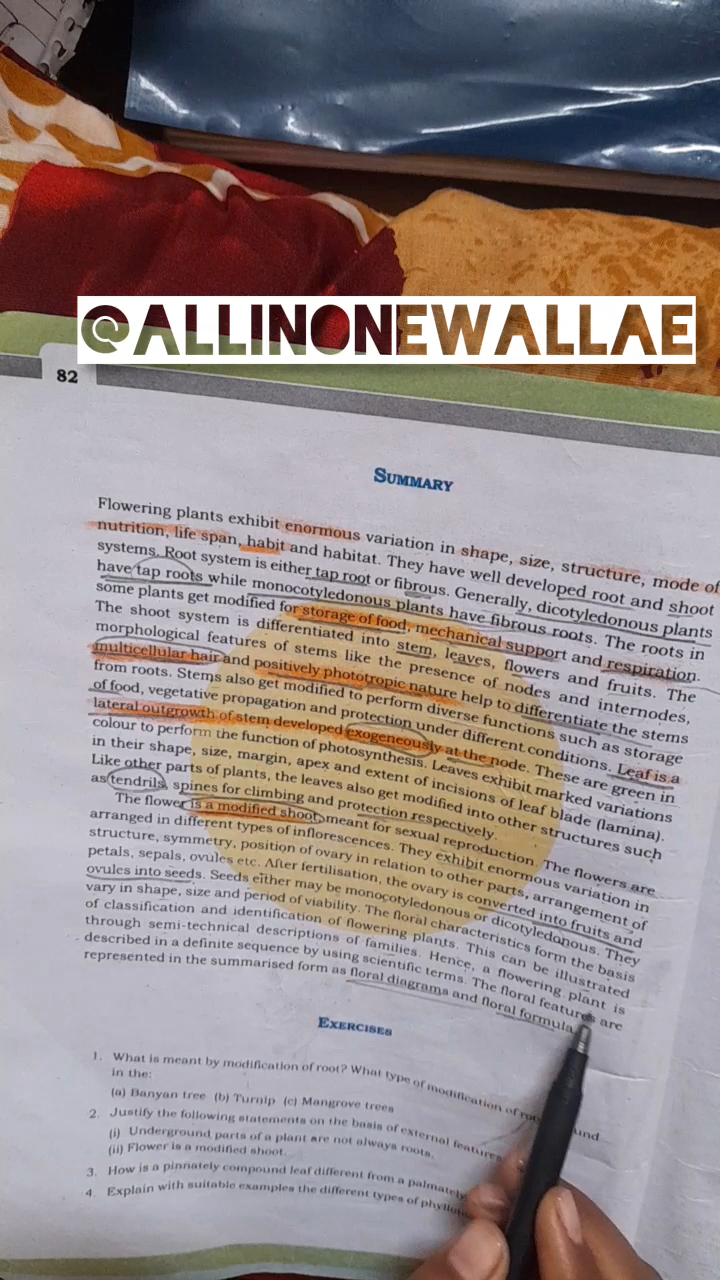 @ALLINONEWALLAE
82
SUMMARY
Flowering plants exhibit enormous variation in shape, size, structure, mode of
nutrition, life span, habit and habitat. They have well developed root and shoot
systems. Root system is either tap root or fibrous. Generally, dicotyledonous plants
have tap roots while monocotyledonous plants have fibrous roots. The roots in
some plants get modified for storage of food, mechanical support and respiration.
The shoot system is differentiated into stem, leaves, flowers and fruits. The
morphological features of stems like the presence of nodes and internodes,
multicellular hair and positively phototropic nature help to differentiate the stems
from roots. Stems also get modified to perform diverse functions such as storage
of food, vegetative propagation and protection under different conditions. Leaf is a
lateral outgrowth of stem developed exogeneously at the node. These are green in
colour to perform the function of photosynthesis. Leaves exhibit marked variations
in their shape, size, margin, apex and extent of incisions of leaf blade (lamina).
Like other parts of plants, the leaves also get modified into other structures such
as tendrils, spines for climbing and protection respectively.
The flower is a modified shoot meant for sexual reproduction. The flowers are
arranged in different types of inflorescences. They exhibit enormous variation in
structure, symmetry, position of ovary in relation to other parts, arrangement of
petals, sepals, ovules etc. After fertilisation, the ovary is converted into fruits and
ovules into seeds. Seeds either may be monocotyledonous or dicotyledonous. They
vary in shape, size and period of viability. The floral characteristics form the basis
of classification and identification of flowering plants. This can be illustrated
through semi-technical descriptions of families. Hence, a flowering plant is
described in a definite sequence by using scientific terms. The floral features are
represented in the summarised form as floral diagrams and floral formula
EXERCISES
1. What is meant by modification of root? What type of modification of
in the:
(a) Banyan tree (b) Turnip (c) Mangrove trees
2. Justify the following statements on the basis of external features
(i) Underground parts of a plant are not always roots.
(ii) Flower is a modified shoot.
3. How is a pinnately compound leaf different from a palmately
4. Explain with suitable examples the different types of